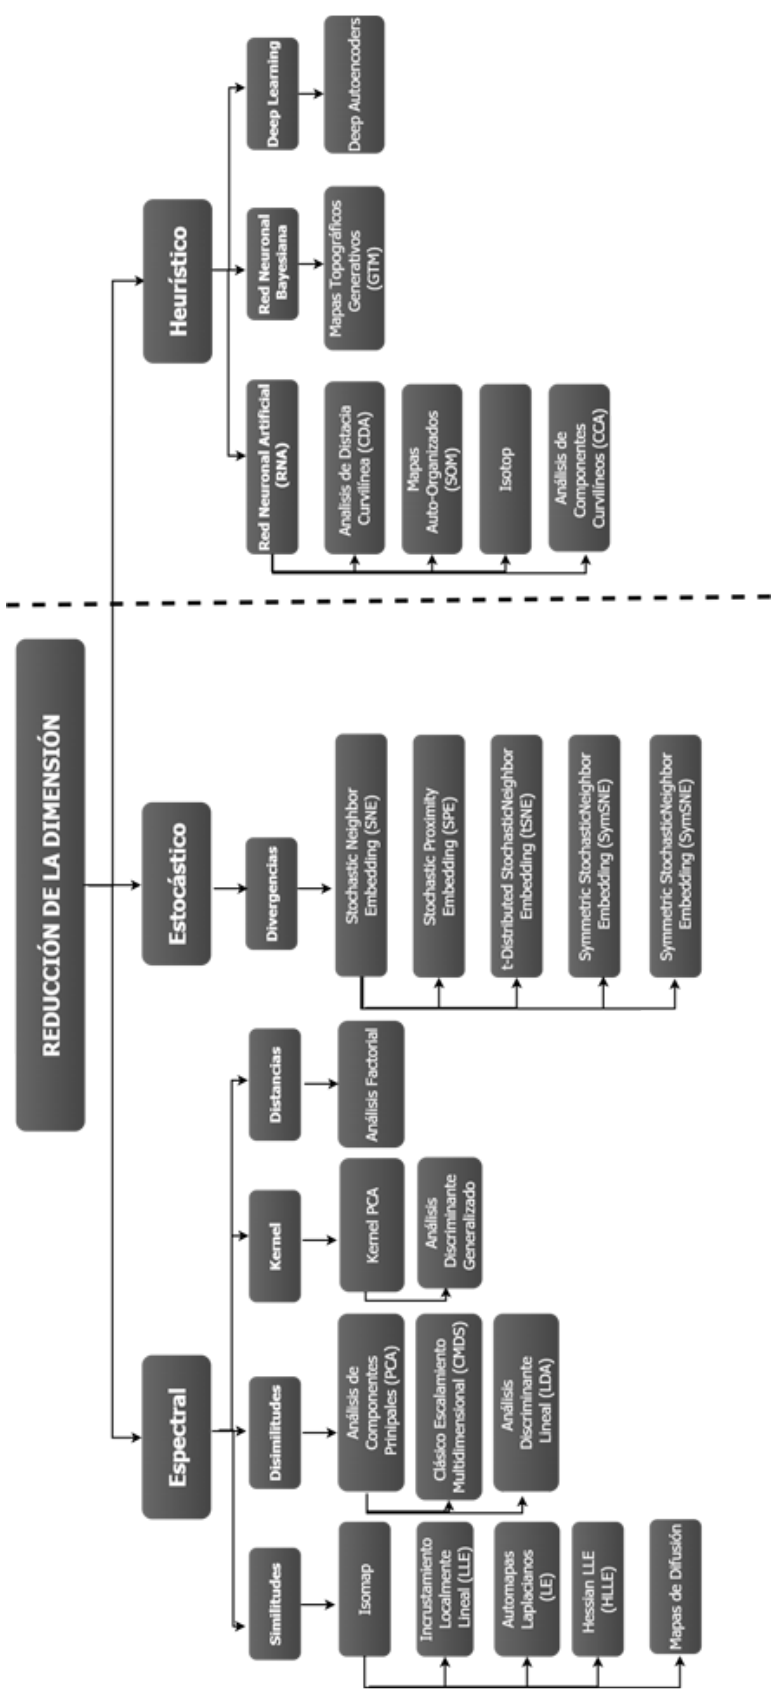 REDUCCIÓN DE LA DIMENSIÓN
Espectral
Estocástico
Heurístico
Similitudes
Disimilitudes
Kernel
Distancias
Divergencias
Red Neuronal Artificial
(RNA)
Red Neuronal
Bayesiana
Deep Learning
Isomap
Incrustamiento
Localmente
Lineal (LLE)
Automapas
Laplacianos
(LE)
Hessian LLE
(HLLE)
Mapas de Difusión
Análisis de
Componentes
Prinipales (PCA)
Clásico Escalamiento
Multidimensional (CMDS)
Análisis
Discriminante
Lineal (LDA)
Kernel PCA
Análisis
Discriminante
Generalizado
Análisis Factorial
Stochastic Neighbor
Embedding (SNE)
Stochastic Proximity
Embedding (SPE)
t-Distributed StochasticNeighbor
Embedding (tSNE)
Symmetric StochasticNeighbor
Embedding (SymSNE)
Symmetric StochasticNeighbor
Embedding (SymSNE)
Analisis de Distacia
Curvilínea (CDA)
Mapas
Auto-Organizados
(SOM)
Isotop
Análisis de
Componentes
Curvilíneos (CCA)
Mapas Topográficos
Generativos
(GTM)
Deep Autoencoders